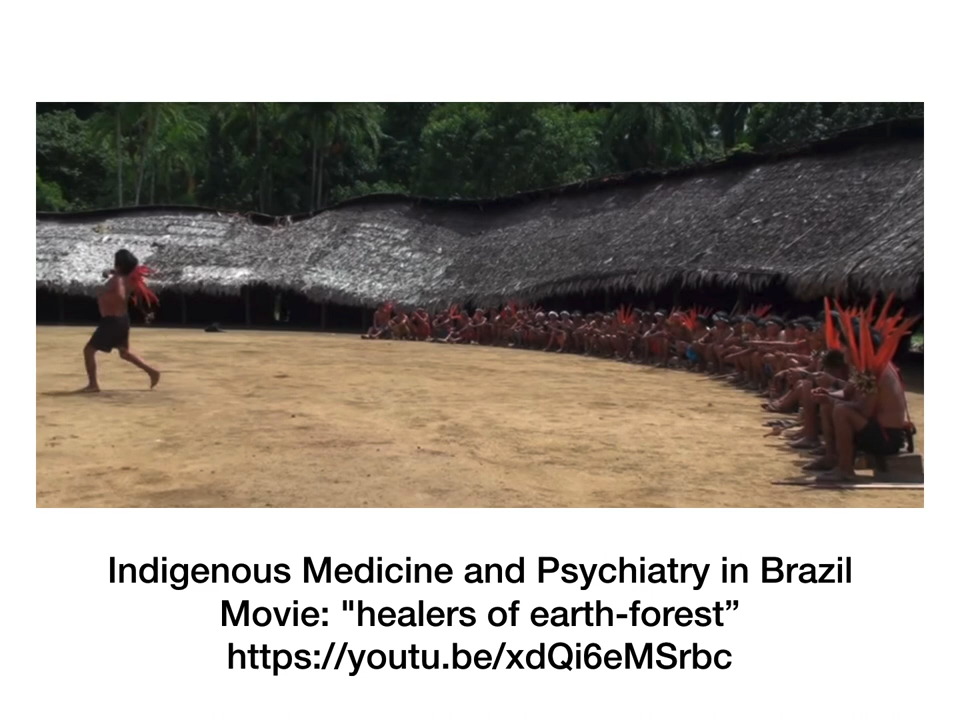 Indigenous Medicine and Psychiatry in Brazil
Movie: "healers of earth-forest”
https://youtu.be/xdQi6eMSrbc